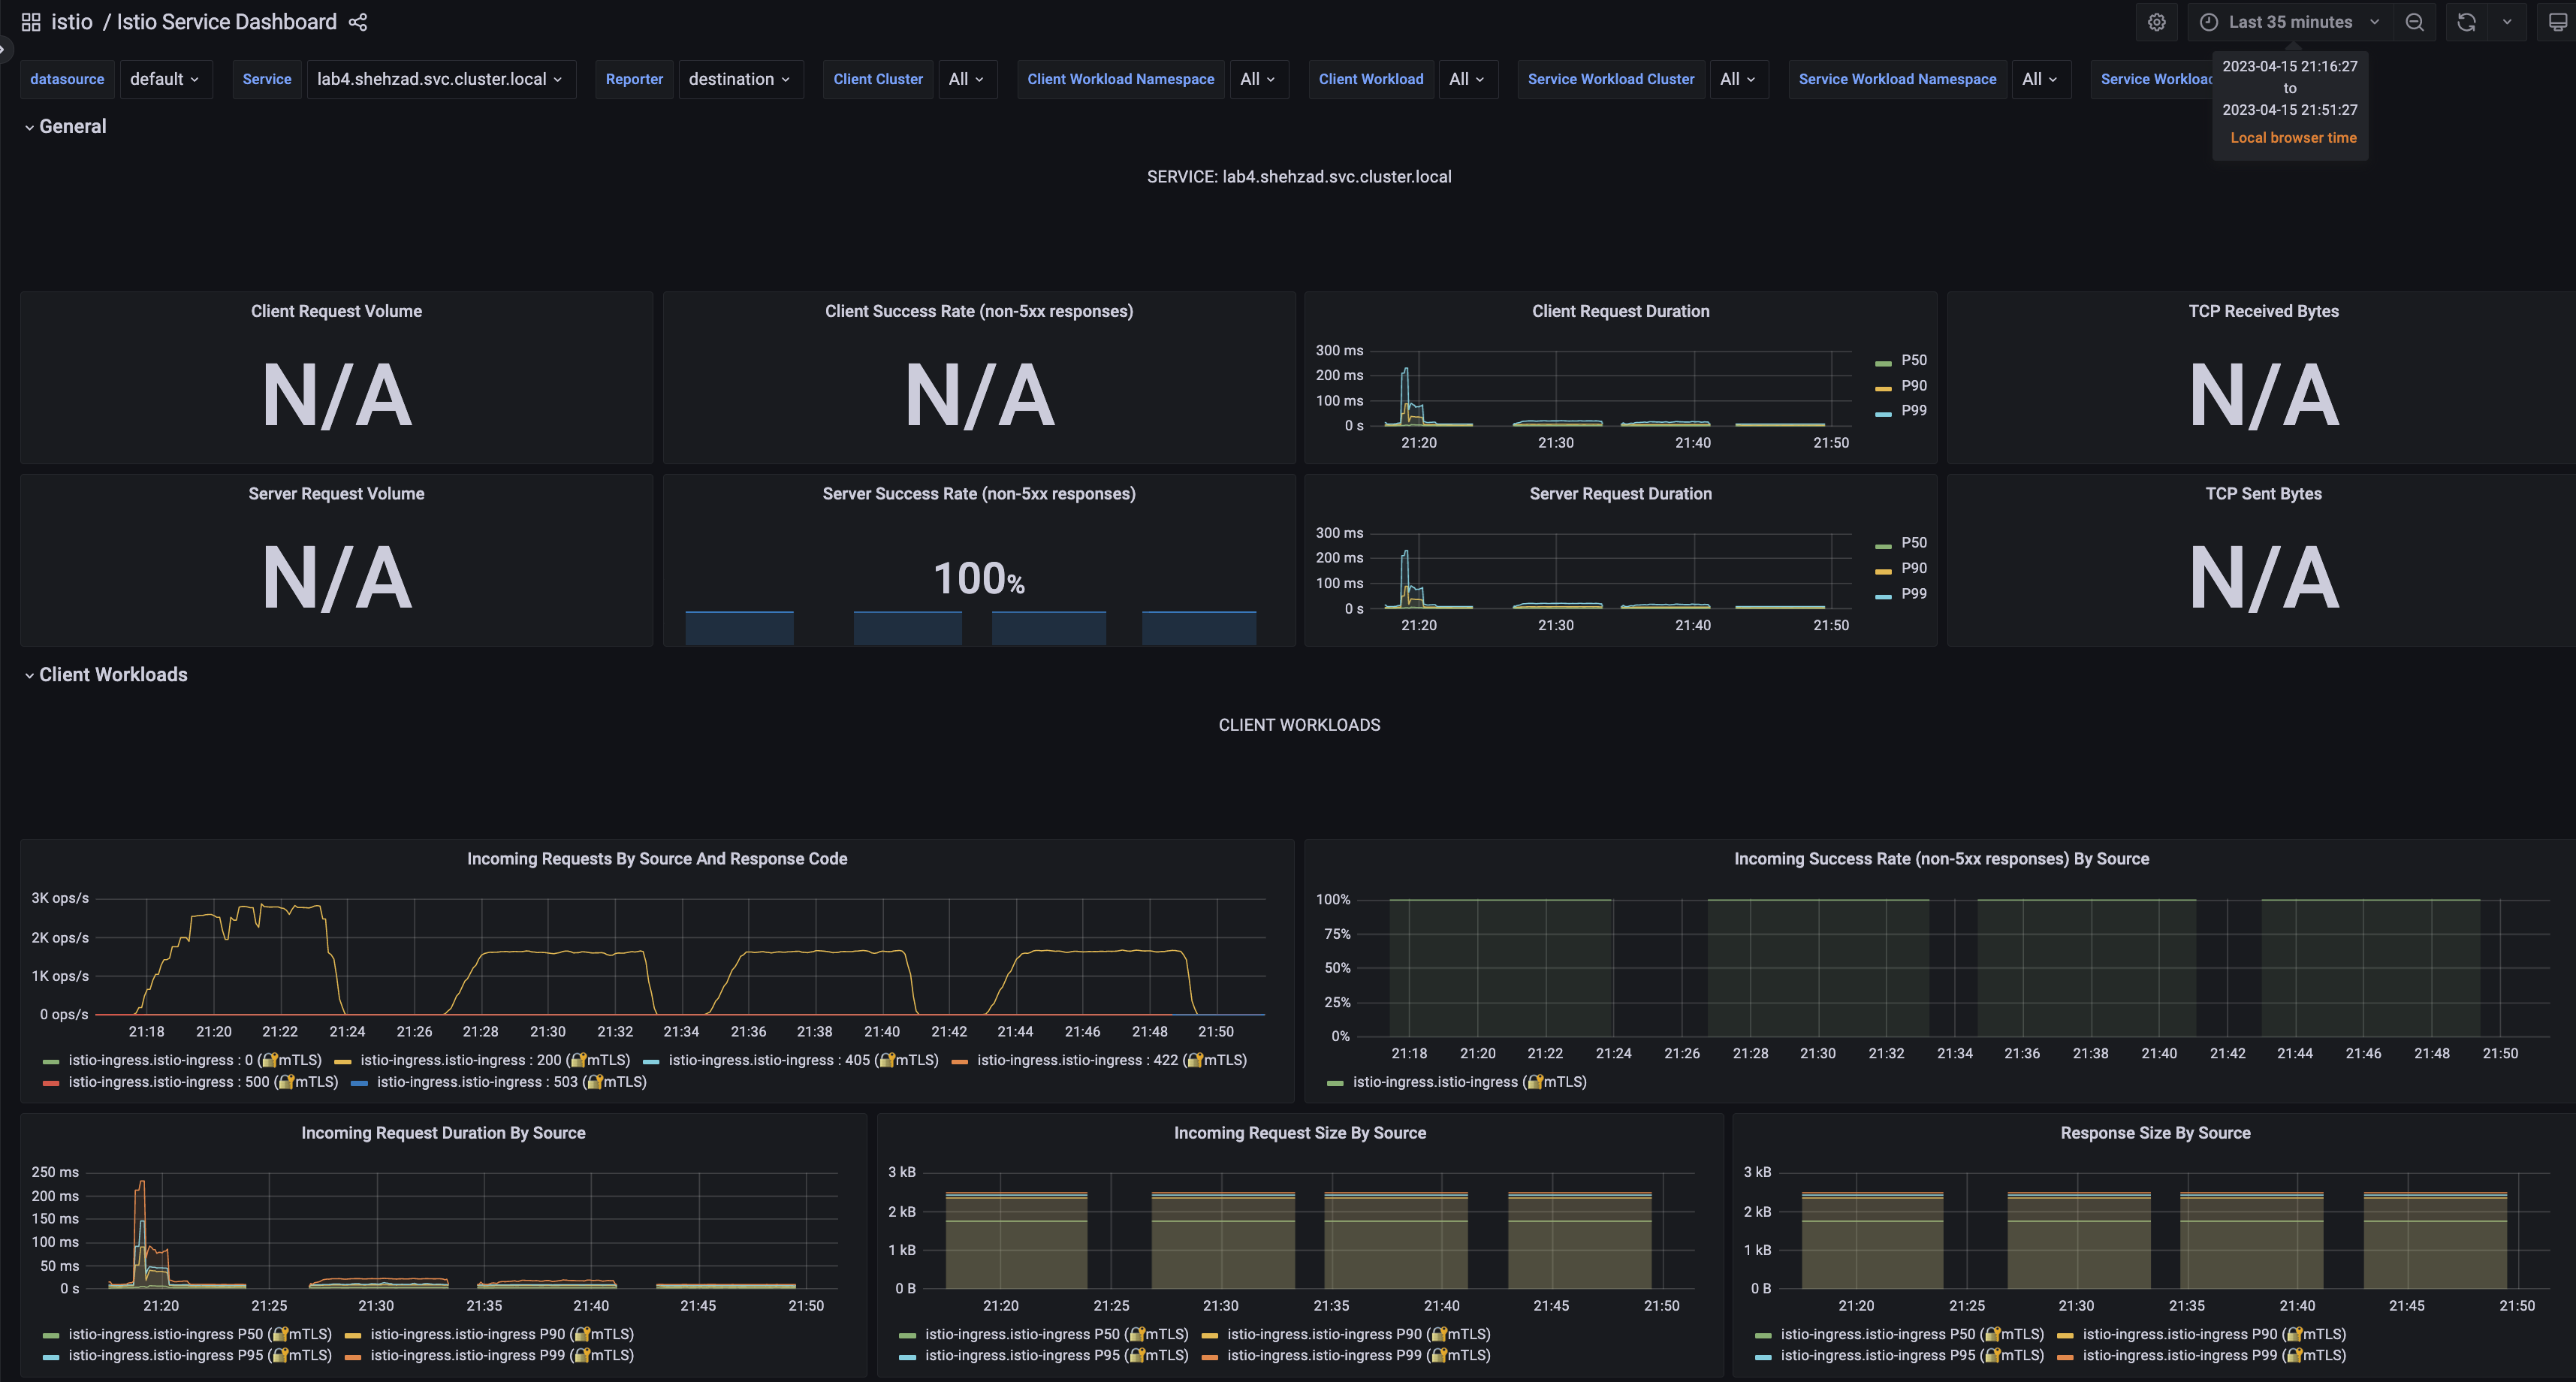 istio / Istio Service Dashboard
Last 35 minutes
datasource default Service lab4.shehzad.svc.cluster.local Reporter destination Client Cluster All Client Workload Namespace All Client Workload All Service Workload Cluster All Service Workload Namespace All Service
2023-04-15 21:16:27
to
2023-04-15 21:51:27
Local browser time
General
SERVICE: lab4.shehzad.svc.cluster.local
Client Request Volume
N/A
Client Success Rate (non-5xx responses)
N/A
Client Request Duration
300 ms
200 ms
100 ms
0 s
21:20 21:30 21:40 21:50
P50
P90
P99
TCP Received Bytes
N/A
Server Request Volume
N/A
Server Success Rate (non-5xx responses)
100%
Server Request Duration
300 ms
200 ms
100 ms
0 s
21:20 21:30 21:40 21:50
P50
P90
P99
TCP Sent Bytes
N/A
Client Workloads
CLIENT WORKLOADS
Incoming Requests By Source And Response Code
3K ops/s
2K ops/s
1K ops/s
0 ops/s
21:18 21:20 21:22 21:24 21:26 21:28 21:30 21:32 21:34 21:36 21:38 21:40 21:42 21:44 21:46 21:48 21:50
istio-ingress.istio-ingress : 0 (🔐mTLS) istio-ingress.istio-ingress : 200 (🔐mTLS) istio-ingress.istio-ingress : 405 (🔐mTLS) istio-ingress.istio-ingress : 422 (🔐mTLS)
istio-ingress.istio-ingress : 500 (🔐mTLS) istio-ingress.istio-ingress : 503 (🔐mTLS)
Incoming Success Rate (non-5xx responses) By Source
100%
75%
50%
25%
0%
21:18 21:20 21:22 21:24 21:26 21:28 21:30 21:32 21:34 21:36 21:38 21:40 21:42 21:44 21:46 21:48 21:50
istio-ingress.istio-ingress (🔐mTLS)
Incoming Request Duration By Source
250 ms
200 ms
150 ms
100 ms
50 ms
0 s
21:20 21:25 21:30 21:35 21:40 21:45 21:50
istio-ingress.istio-ingress P50 (🔐mTLS) istio-ingress.istio-ingress P90 (🔐mTLS)
istio-ingress.istio-ingress P95 (🔐mTLS) istio-ingress.istio-ingress P99 (🔐mTLS)
Incoming Request Size By Source
3 kB
2 kB
1 kB
0 B
21:20 21:25 21:30 21:35 21:40 21:45 21:50
istio-ingress.istio-ingress P50 (🔐mTLS) istio-ingress.istio-ingress P90 (🔐mTLS)
istio-ingress.istio-ingress P95 (🔐mTLS) istio-ingress.istio-ingress P99 (🔐mTLS)
Response Size By Source
3 kB
2 kB
1 kB
0 B
21:20 21:25 21:30 21:35 21:40 21:45 21:50
istio-ingress.istio-ingress P50 (🔐mTLS) istio-ingress.istio-ingress P90 (🔐mTLS)
istio-ingress.istio-ingress P95 (🔐mTLS) istio-ingress.istio-ingress P99 (🔐mTLS)